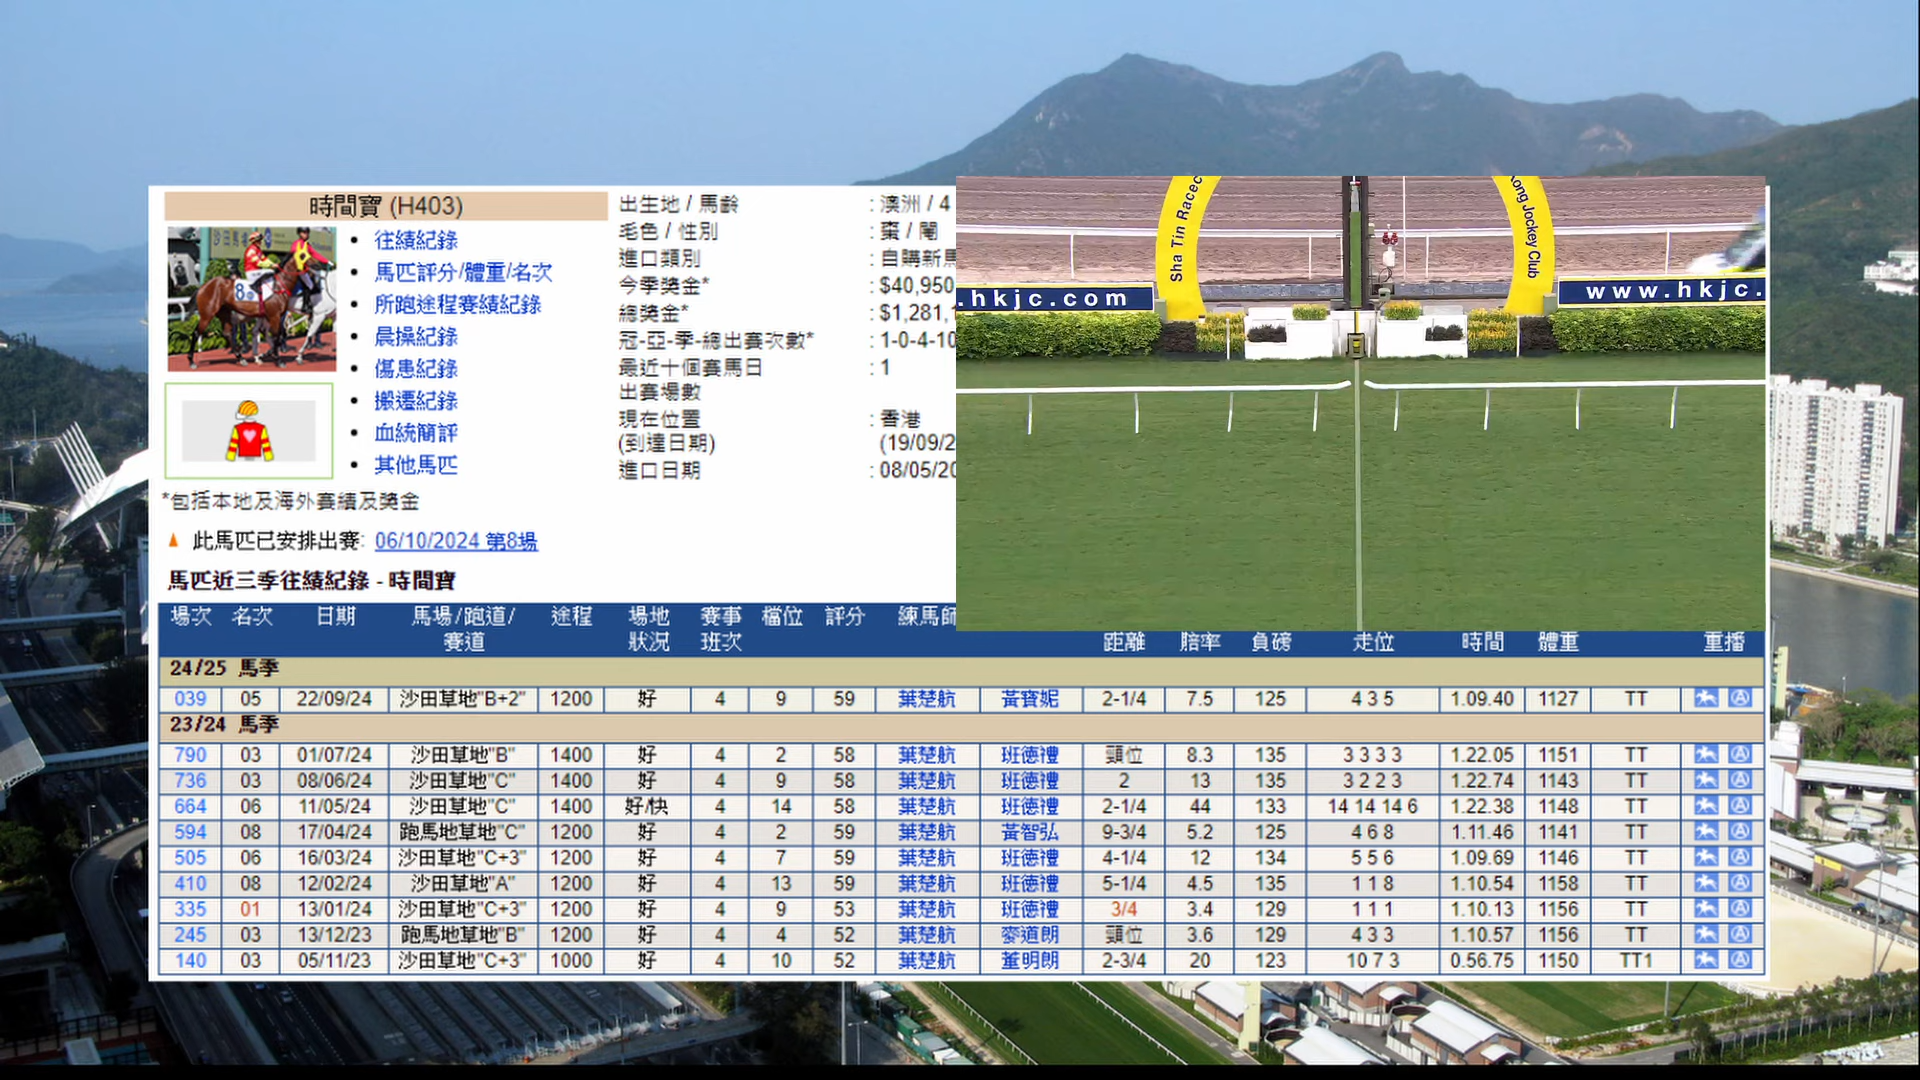 時間寶 (H403)
• 往績紀錄
• 馬匹評分/體重/名次
• 所跑途程賽績紀錄
• 晨操紀錄
• 傷患紀錄
• 搬遷紀錄
• 血統簡評
• 其他馬匹
*包括本地及海外賽績及獎金
出生地 / 馬齡 : 澳洲 / 4
毛色 / 性別 : 棗 / 閹
進口類別 : 自購新馬
今季獎金* : $40,950
總獎金* : $1,281,
冠-亞-季-總出賽次數* : 1-0-4-10
最近十個賽馬日 : 1
出賽場數
現在位置 : 香港
(到達日期) (19/09/2
進口日期 : 08/05/20
Sha Tin Racec
ong Jockey Club
.hkjc.com
www.hkjc.
8
此馬匹已安排出賽: 06/10/2024 第8場
馬匹近三季往績紀錄 - 時間寶
場次 名次 日期 馬場/跑道/ 途程 場地 賽事 檔位 評分 練馬師
賽道 狀況 班次 距離 賠率 負磅 走位 時間 體重 重播
24/25 馬季
039 05 22/09/24 沙田草地"B+2" 1200 好 4 9 59 葉楚航 黃寶妮 2-1/4 7.5 125 4 3 5 1.09.40 1127 TT
23/24 馬季
790 03 01/07/24 沙田草地"B" 1400 好 4 2 58 葉楚航 班德禮 頸位 8.3 135 3 3 3 3 1.22.05 1151 TT
736 03 08/06/24 沙田草地"C" 1400 好 4 9 58 葉楚航 班德禮 2 13 135 3 2 2 3 1.22.74 1143 TT
664 06 11/05/24 沙田草地"C" 1400 好/快 4 14 58 葉楚航 班德禮 2-1/4 44 133 14 14 14 6 1.22.38 1148 TT
594 08 17/04/24 跑馬地草地"C" 1200 好 4 2 59 葉楚航 黃智弘 9-3/4 5.2 125 4 6 8 1.11.46 1141 TT
505 06 16/03/24 沙田草地"C+3" 1200 好 4 7 59 葉楚航 班德禮 4-1/4 12 134 5 5 6 1.09.69 1146 TT
410 08 12/02/24 沙田草地"A" 1200 好 4 13 59 葉楚航 班德禮 5-1/4 4.5 135 1 1 8 1.10.54 1158 TT
335 01 13/01/24 沙田草地"C+3" 1200 好 4 9 53 葉楚航 班德禮 3/4 3.4 129 1 1 1 1.10.13 1156 TT
245 03 13/12/23 跑馬地草地"B" 1200 好 4 4 52 葉楚航 麥道朗 頸位 3.6 129 4 3 3 1.10.57 1156 TT
140 03 05/11/23 沙田草地"C+3" 1000 好 4 10 52 葉楚航 董明朗 2-3/4 20 123 10 7 3 0.56.75 1150 TT1